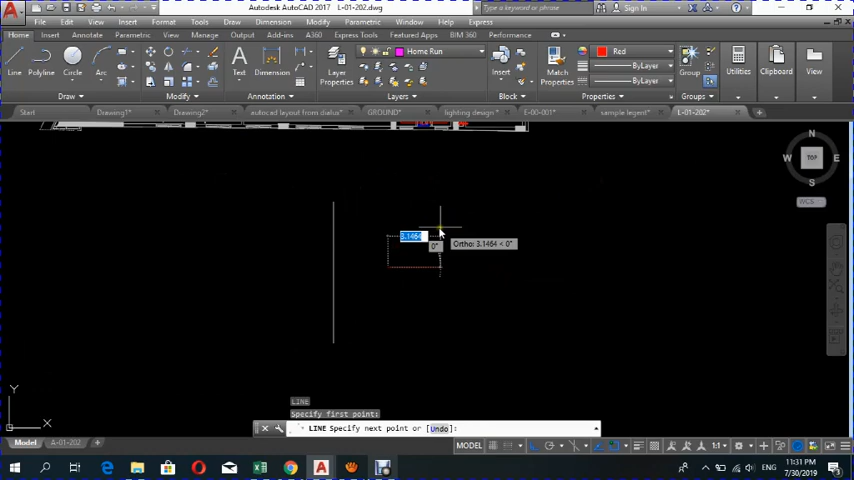 Autodesk AutoCAD 2017 L-01-202.dwg
Type a keyword or phrase
Sign In
File Edit View Insert Format Tools Draw Dimension Modify Parametric Window Help Express
Home Insert Annotate Parametric View Manage Output Add-ins A360 Express Tools Featured Apps BIM 360 Performance
Line Polyline Circle Arc
Text Dimension
Layer Properties
Home Run
Insert
Match Properties
Red
ByLayer
ByLayer
Group
Utilities
Clipboard
View
Draw Modify Annotation Layers Block Properties Groups
Start Drawing1* Drawing2* autocad layout from dialux* GROUND* lighting design * E-00-001* sample legend* L-01-202*
N
W TOP E
S
WCS
3.1464
0°
Ortho: 3.1464 < 0°
Y
X
LINE
Specify first point:
LINE Specify next point or [Undo]:
Model A-01-202
MODEL
1:1
ENG
11:31 PM
7/30/2019
3